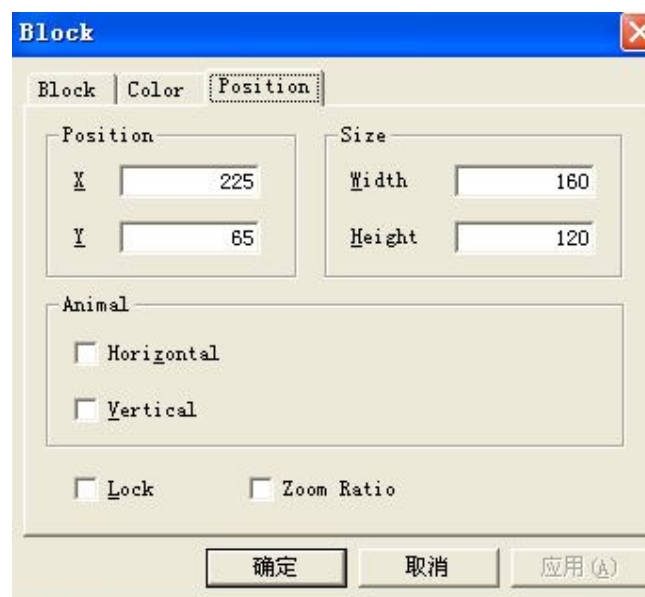 Block
Block Color Position
Position
X 225
Y 65
Size
Width 160
Height 120
Animal
Horizontal
Vertical
Lock Zoom Ratio
确定 取消 应用(A)